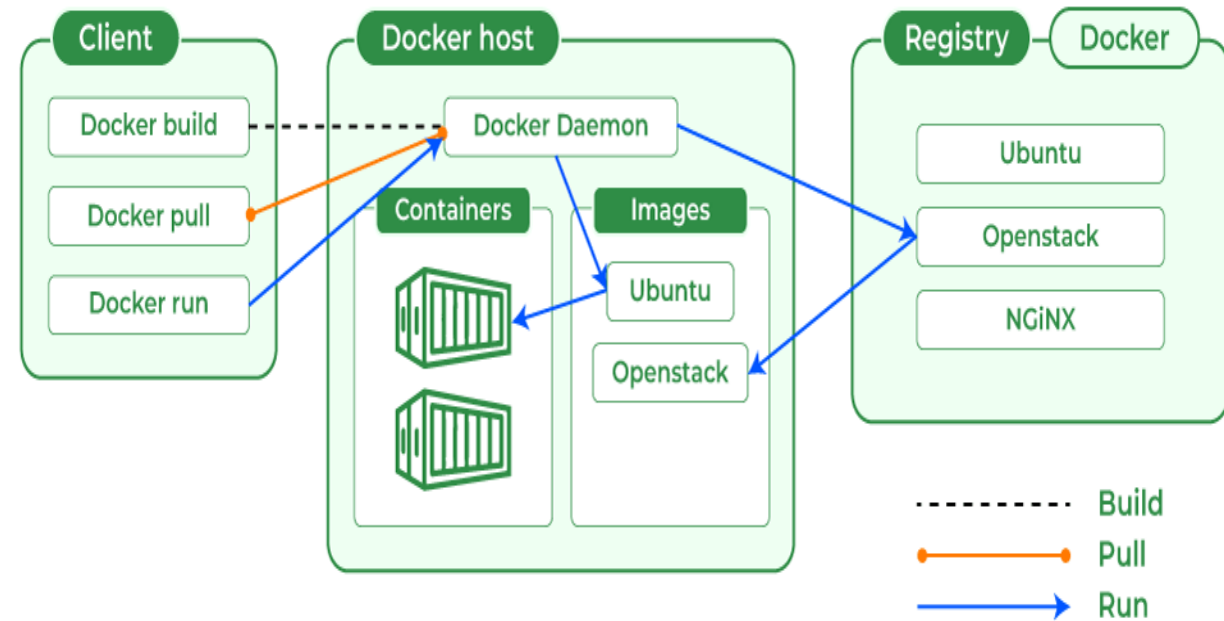 Client
Docker build
Docker pull
Docker run
Docker host
Docker Daemon
Containers
Images
Ubuntu
Openstack
Registry
Docker
Ubuntu
Openstack
NGiNX
Build
Pull
Run